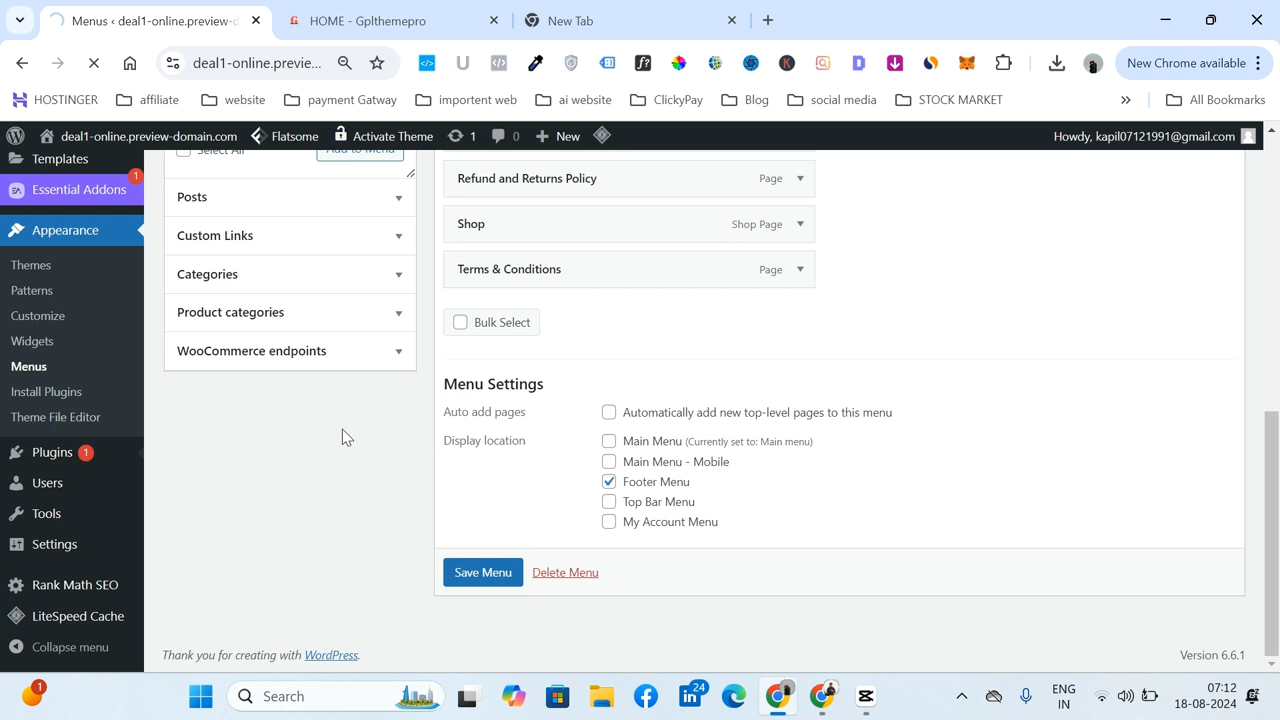 Menus ‹ deal1-online.preview-d
HOME - Gplthemepro
New Tab
deal1-online.previe...
New Chrome available
HOSTINGER
affiliate
website
payment Gatway
importent web
ai website
ClickyPay
Blog
social media
STOCK MARKET
»
All Bookmarks
deal1-online.preview-domain.com
Flatsome
Activate Theme
1
0
New
Howdy, kapil07121991@gmail.com
Templates
Essential Addons
1
Appearance
Themes
Patterns
Customize
Widgets
Menus
Install Plugins
Theme File Editor
Plugins 1
Users
Tools
Settings
Rank Math SEO
LiteSpeed Cache
Collapse menu
Select All
Add to Menu
Posts
Custom Links
Categories
Product categories
WooCommerce endpoints
Refund and Returns Policy Page
Shop Shop Page
Terms & Conditions Page
Bulk Select
Menu Settings
Auto add pages
Automatically add new top-level pages to this menu
Display location
Main Menu (Currently set to: Main menu)
Main Menu - Mobile
Footer Menu
Top Bar Menu
My Account Menu
Save Menu Delete Menu
Thank you for creating with WordPress.
Version 6.6.1
1
Search
24
ENG
IN
07:12
18-08-2024